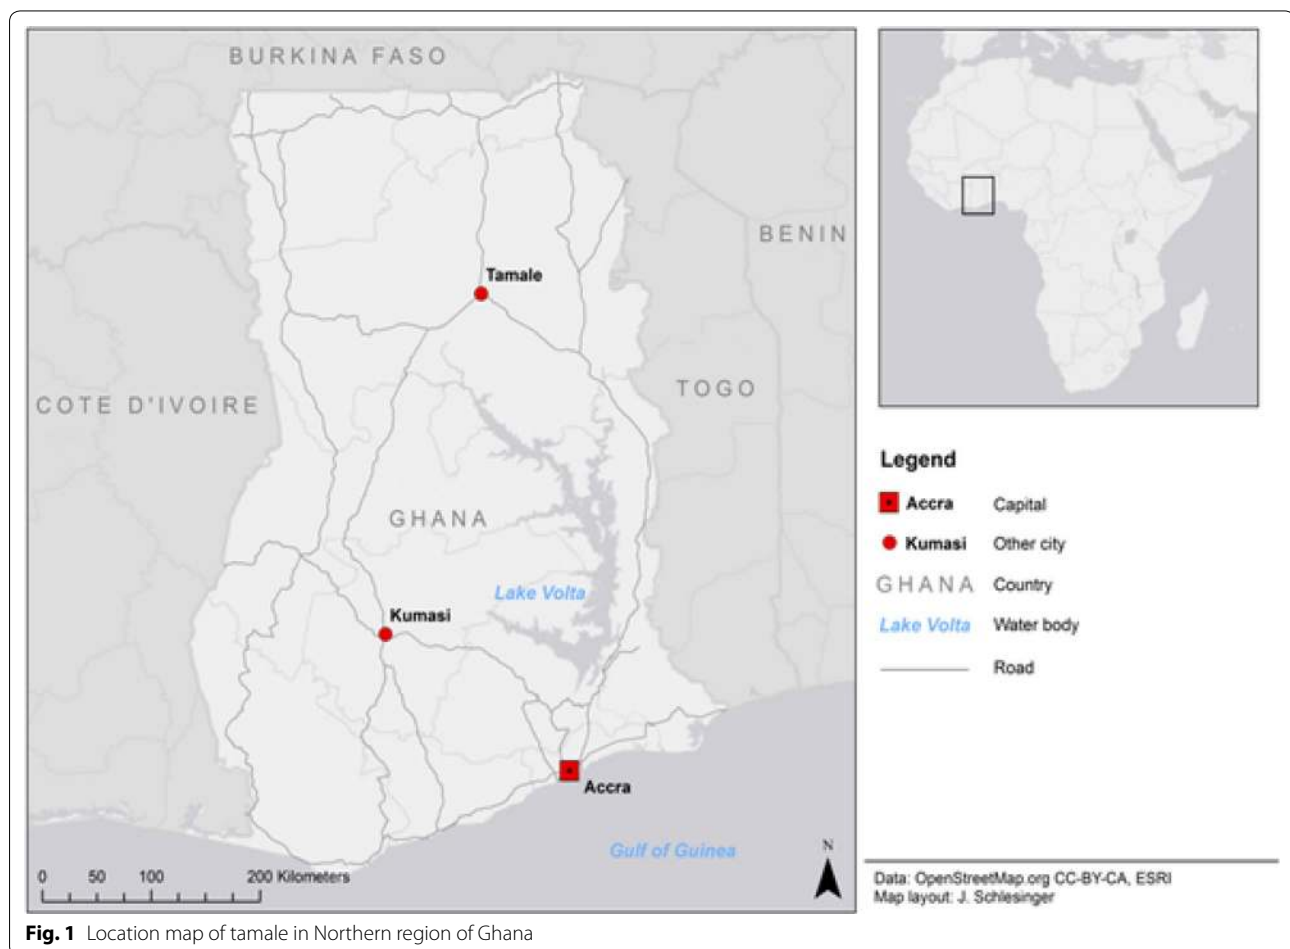 BURKINA FASO
BENIN
Tamale
TOGO
COTE D'IVOIRE
GHANA
Lake Volta
Kumasi
Accra
Gulf of Guinea
N
0 50 100 200 Kilometers
Legend
Accra Capital
Kumasi Other city
GHANA Country
Lake Volta Water body
Road
Data: OpenStreetMap.org CC-BY-CA, ESRI
Map layout: J. Schlesinger
Fig. 1 Location map of tamale in Northern region of Ghana